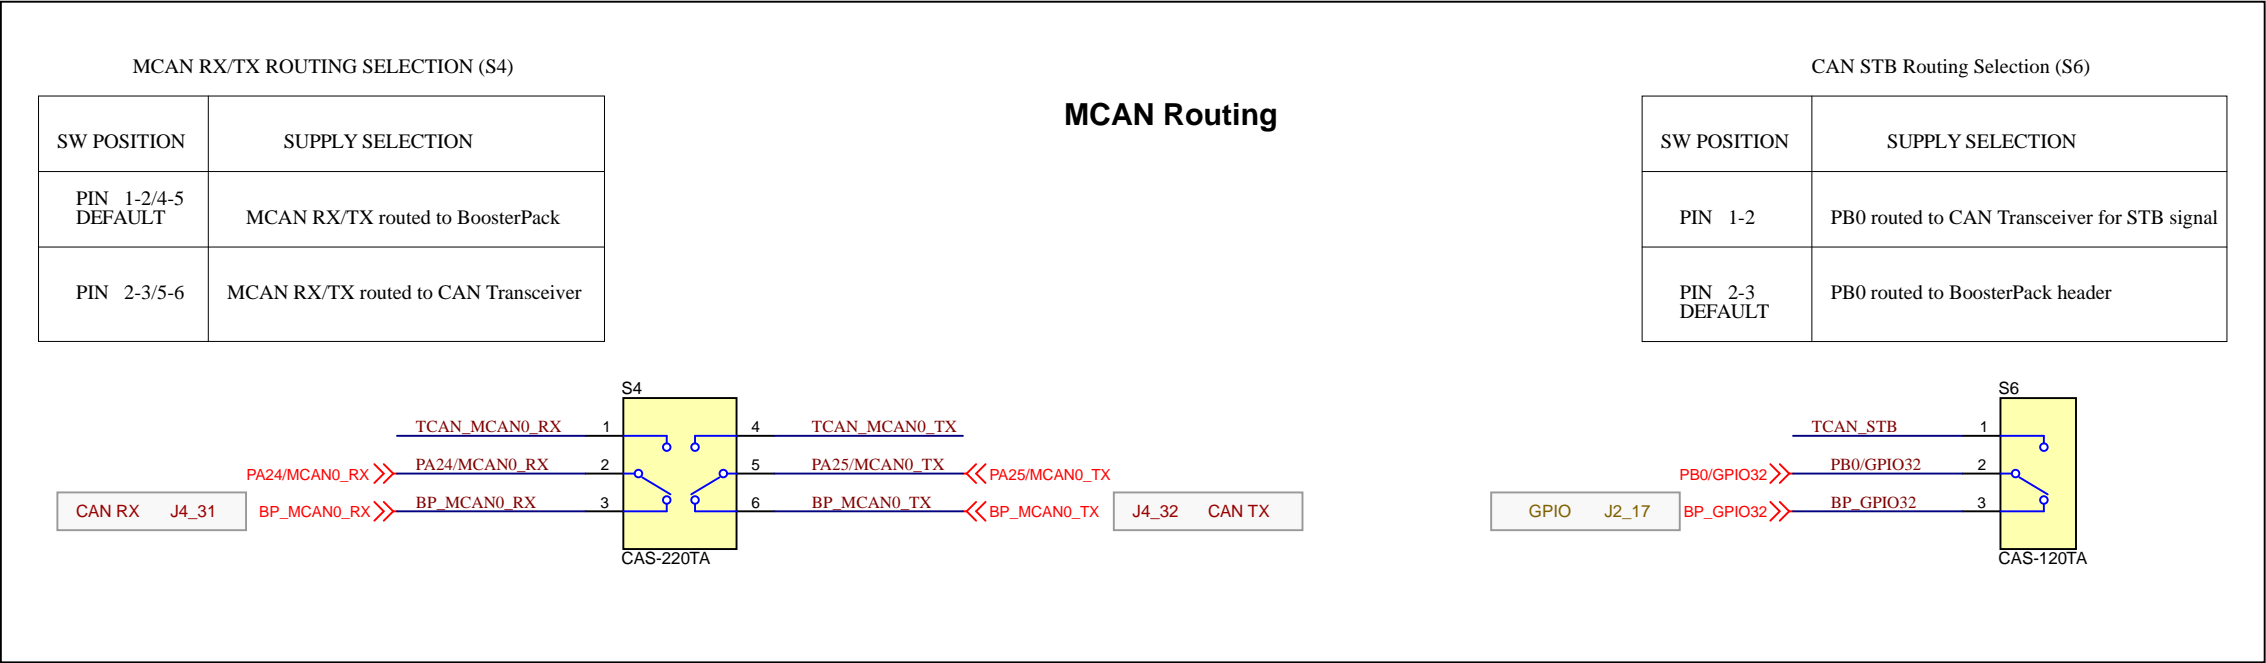 MCAN RX/TX ROUTING SELECTION (S4)
SW POSITION SUPPLY SELECTION
PIN 1-2/4-5
DEFAULT
MCAN RX/TX routed to BoosterPack
PIN 2-3/5-6 MCAN RX/TX routed to CAN Transceiver
MCAN Routing
CAN STB Routing Selection (S6)
SW POSITION SUPPLY SELECTION
PIN 1-2 PB0 routed to CAN Transceiver for STB signal
PIN 2-3
DEFAULT
PB0 routed to BoosterPack header
S4
TCAN_MCAN0_RX 1 4 TCAN_MCAN0_TX
PA24/MCAN0_RX PA24/MCAN0_RX 2 5 PA25/MCAN0_TX PA25/MCAN0_TX
CAN RX J4_31 BP_MCAN0_RX BP_MCAN0_RX 3 6 BP_MCAN0_TX BP_MCAN0_TX J4_32 CAN TX
CAS-220TA
S6
TCAN_STB 1
PB0/GPIO32 PB0/GPIO32 2
GPIO J2_17 BP_GPIO32 BP_GPIO32 3
CAS-120TA